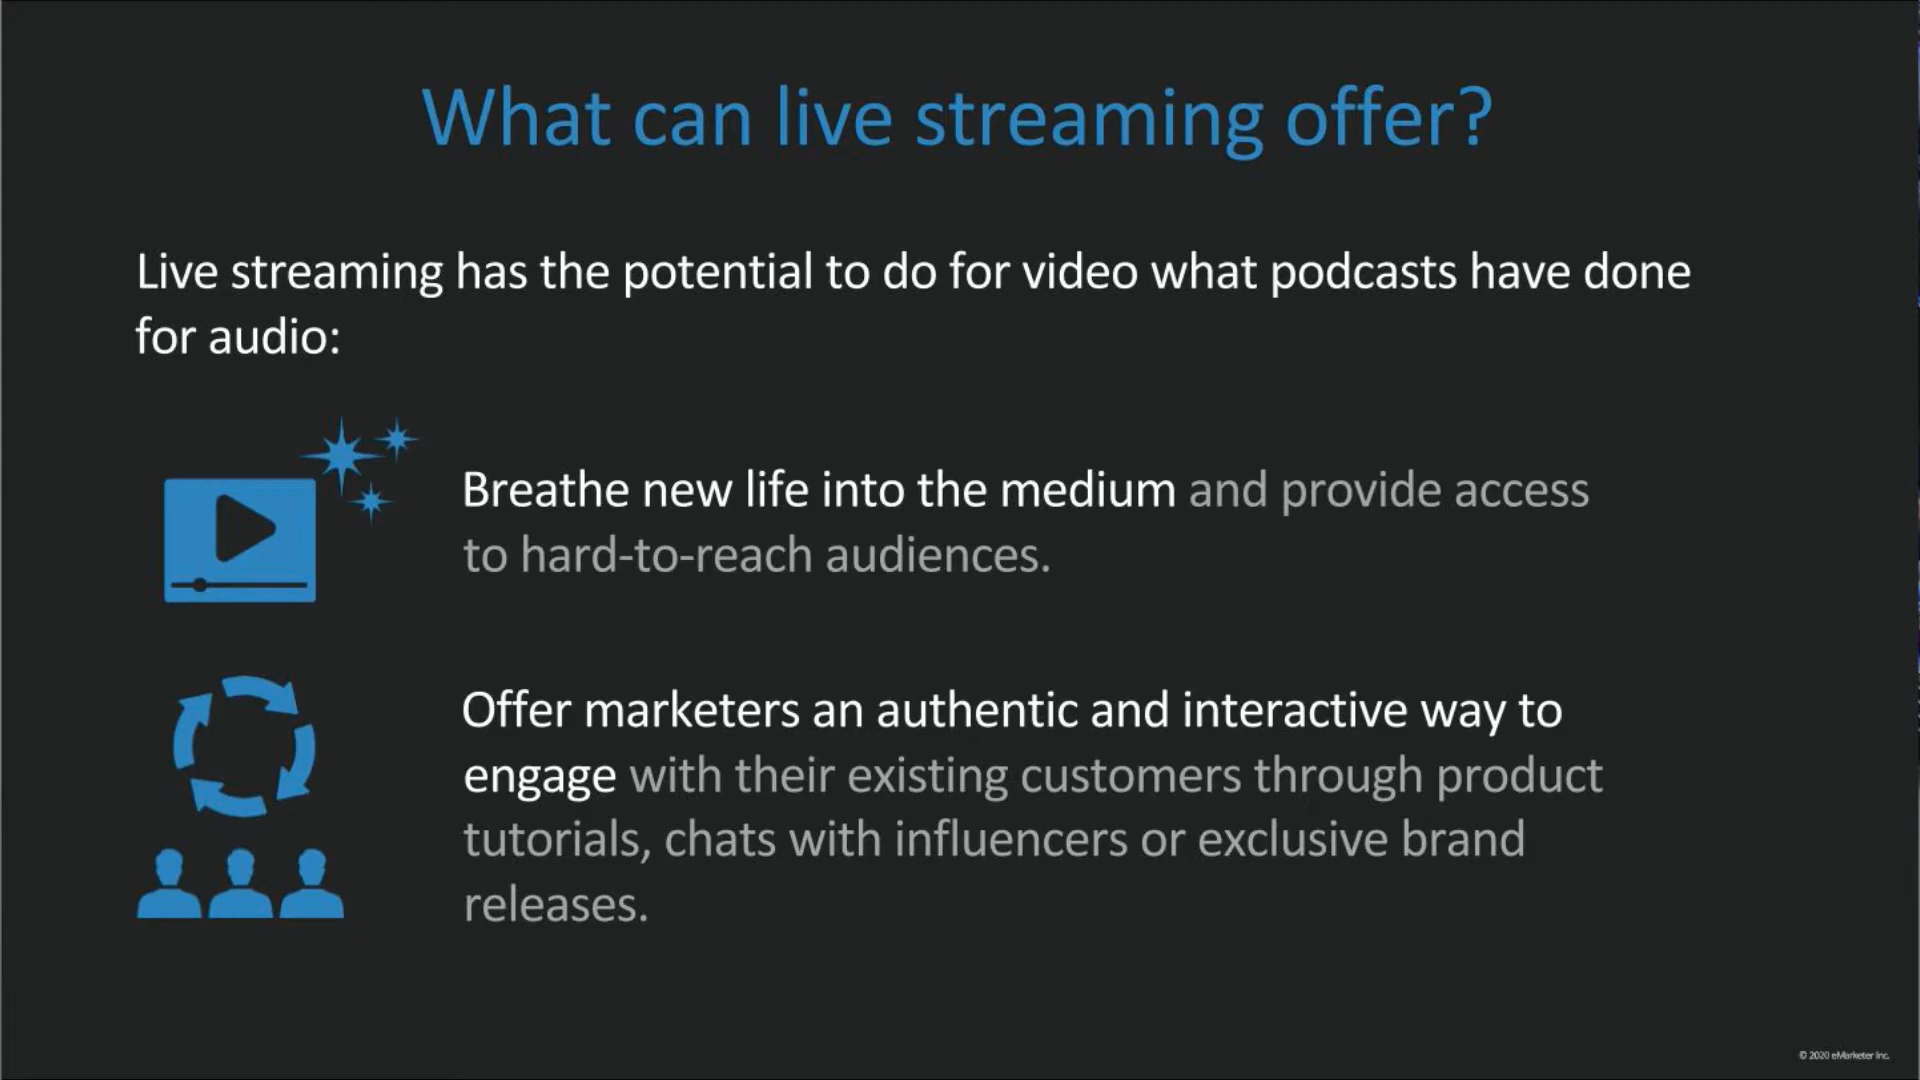 What can live streaming offer?
Live streaming has the potential to do for video what podcasts have done
for audio:
Breathe new life into the medium and provide access
to hard-to-reach audiences.
Offer marketers an authentic and interactive way to
engage with their existing customers through product
tutorials, chats with influencers or exclusive brand
releases.
© 2020 eMarketer Inc.